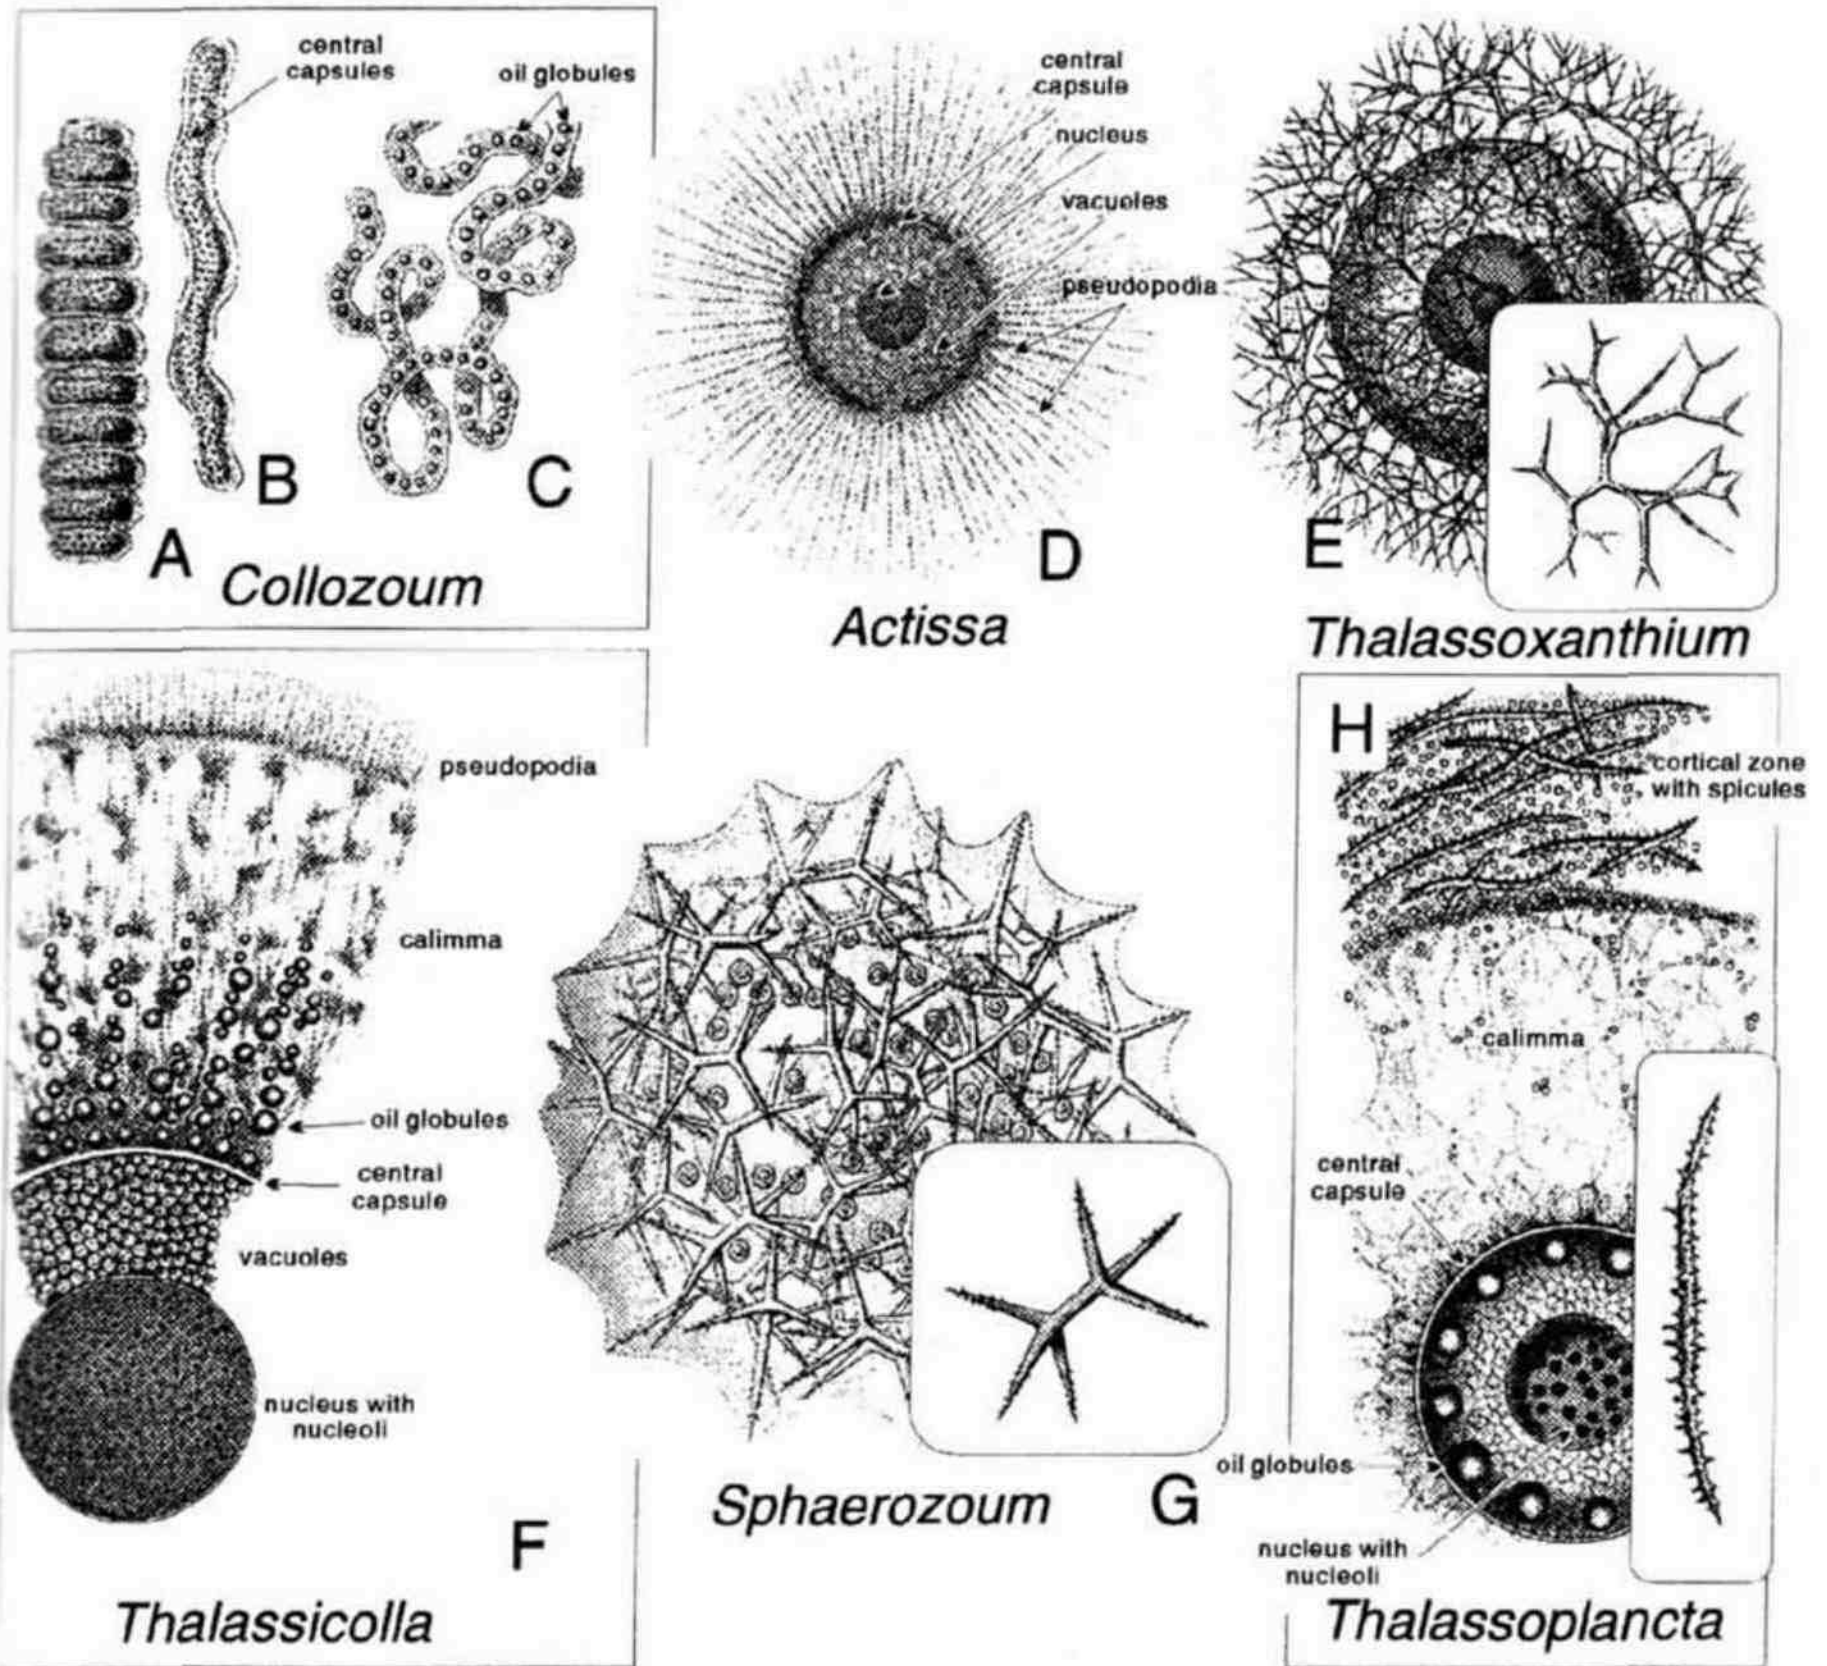 central
capsules
oil globules
A
B
C
Collozoum
central
capsule
nucleus
vacuoles
pseudopodia
D
Actissa
E
Thalassoxanthium
pseudopodia
calimma
oil globules
central
capsule
vacuoles
nucleus with
nucleoli
F
Thalassicolla
G
Sphaerozoum
H
cortical zone
with spicules
calimma
central
capsule
oil globules
nucleus with
nucleoli
Thalassoplancta